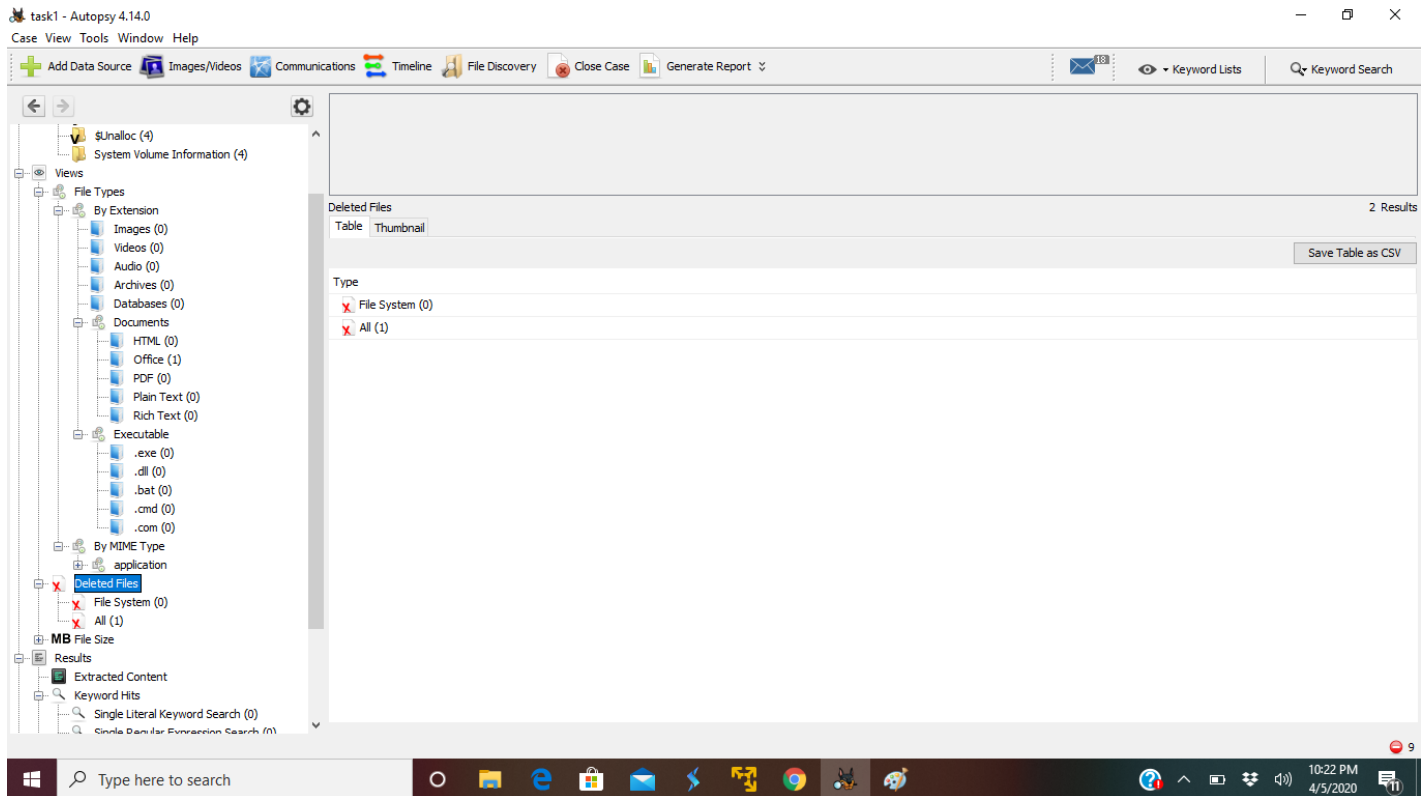 task1 - Autopsy 4.14.0
Case View Tools Window Help
Add Data Source Images/Videos Communications Timeline File Discovery Close Case Generate Report 18 Keyword Lists Keyword Search
$Unalloc (4)
System Volume Information (4)
Views
File Types
By Extension
Images (0)
Videos (0)
Audio (0)
Archives (0)
Databases (0)
Documents
HTML (0)
Office (1)
PDF (0)
Plain Text (0)
Rich Text (0)
Executable
.exe (0)
.dll (0)
.bat (0)
.cmd (0)
.com (0)
By MIME Type
application
Deleted Files
File System (0)
All (1)
MB File Size
Results
Extracted Content
Keyword Hits
Single Literal Keyword Search (0)
Single Regular Expression Search (0)
Deleted Files 2 Results
Table Thumbnail
Save Table as CSV
Type
File System (0)
All (1)
9
Type here to search
10:22 PM
4/5/2020
11